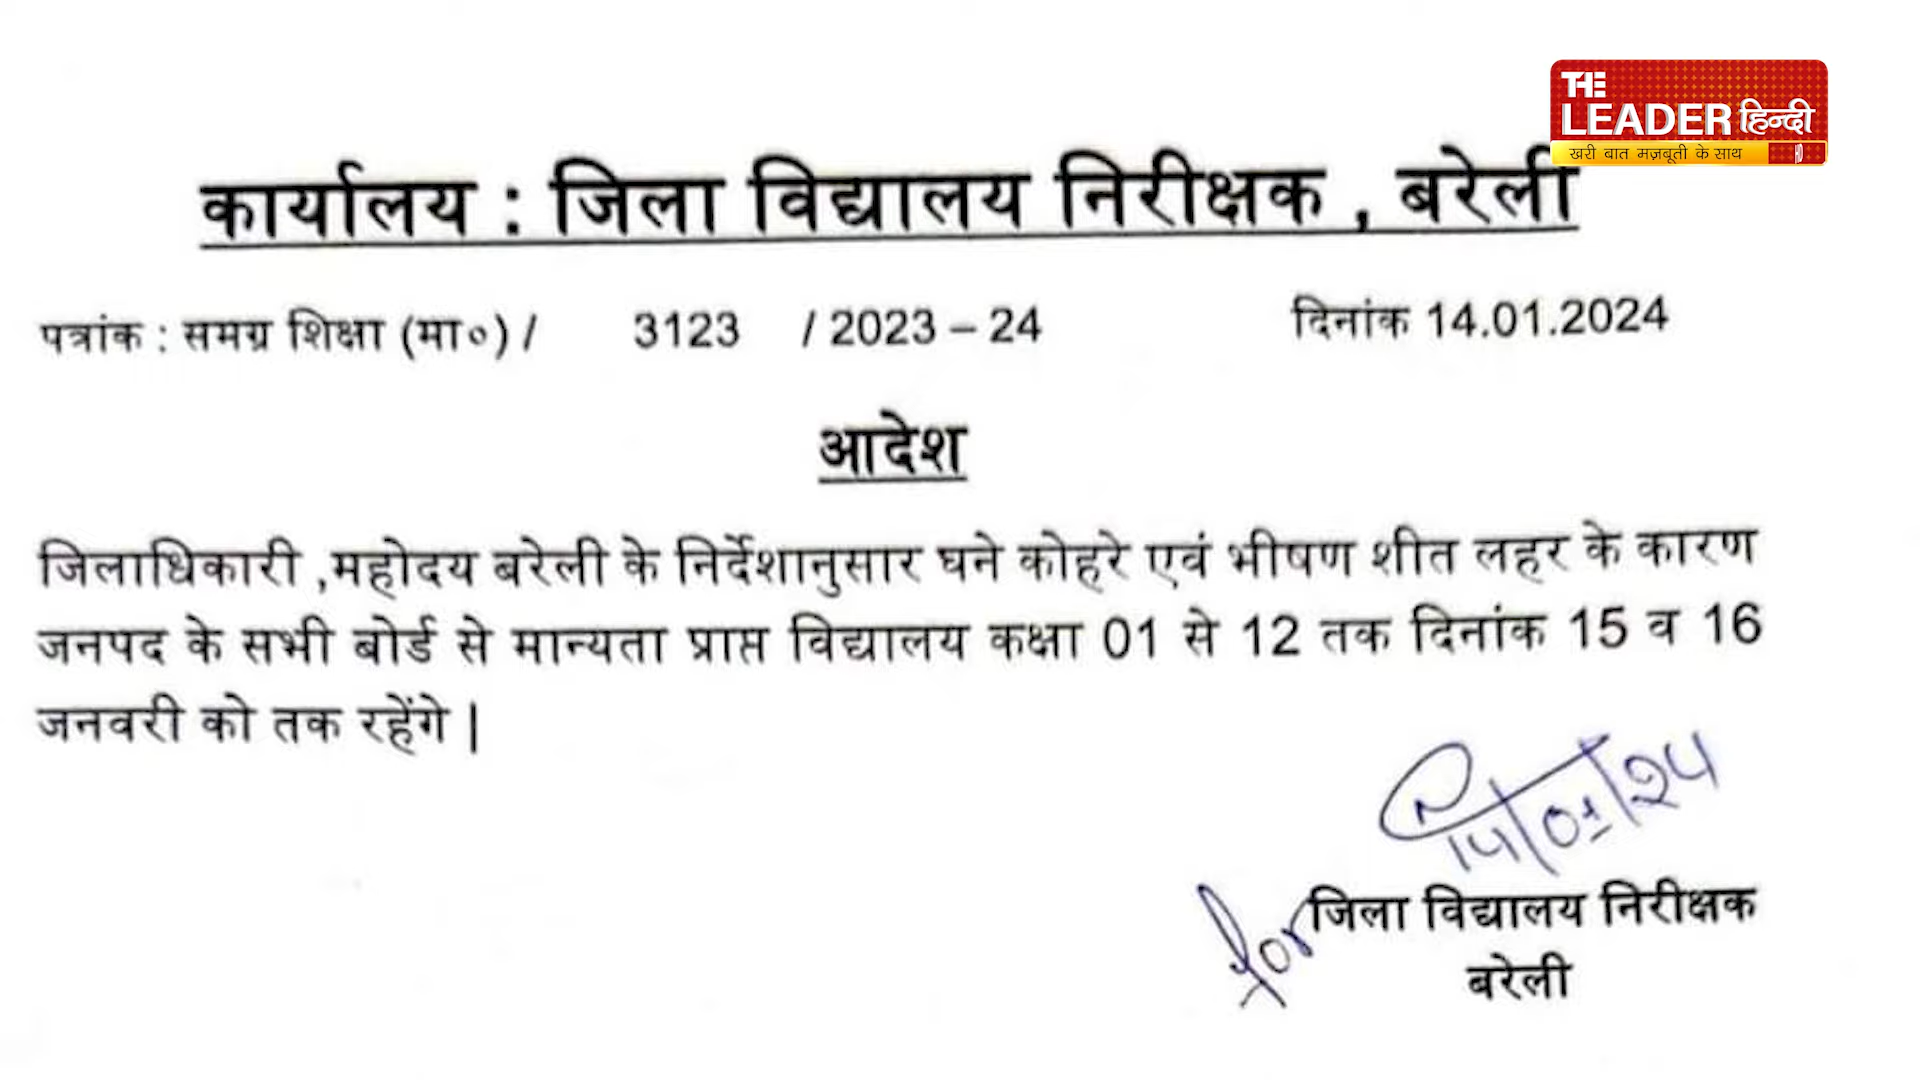 THE
LEADER हिन्दी
खरी बात मज़बूती के साथ
HD
कार्यालय : जिला विद्यालय निरीक्षक , बरेली
पत्रांक : समग्र शिक्षा (मा०) / 3123 / 2023 – 24 दिनांक 14.01.2024
आदेश
जिलाधिकारी ,महोदय बरेली के निर्देशानुसार घने कोहरे एवं भीषण शीत लहर के कारण
जनपद के सभी बोर्ड से मान्यता प्राप्त विद्यालय कक्षा 01 से 12 तक दिनांक 15 व 16
जनवरी को तक रहेंगे |
14/01/24
for जिला विद्यालय निरीक्षक
बरेली